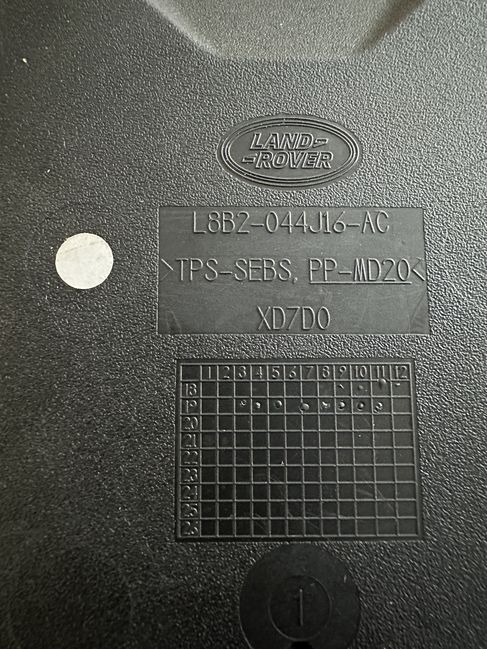 LAND-
-ROVER
L8B2-044J16-AC
>TPS-SEBS, PP-MD20<
XD7D0
1 2 3 4 5 6 7 8 9 10 11 12
18
19
20
21
22
23
24
25
26
1